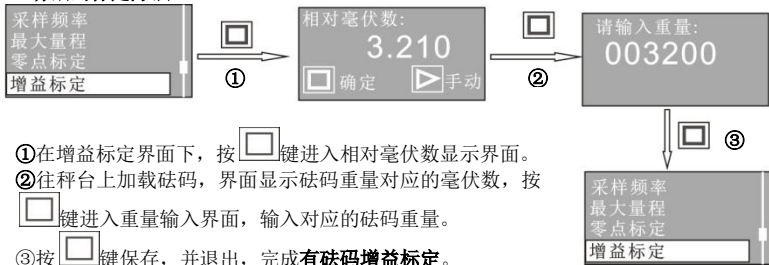 采样频率
最大量程
零点标定
增益标定
①
相对毫伏数:
3.210
确定 手动
②
请输入重量:
003200
③
①在增益标定界面下，按键进入相对毫伏数显示界面。
②往秤台上加载砝码，界面显示砝码重量对应的毫伏数，按
键进入重量输入界面，输入对应的砝码重量。
③按键保存，并退出，完成有砝码增益标定。
采样频率
最大量程
零点标定
增益标定